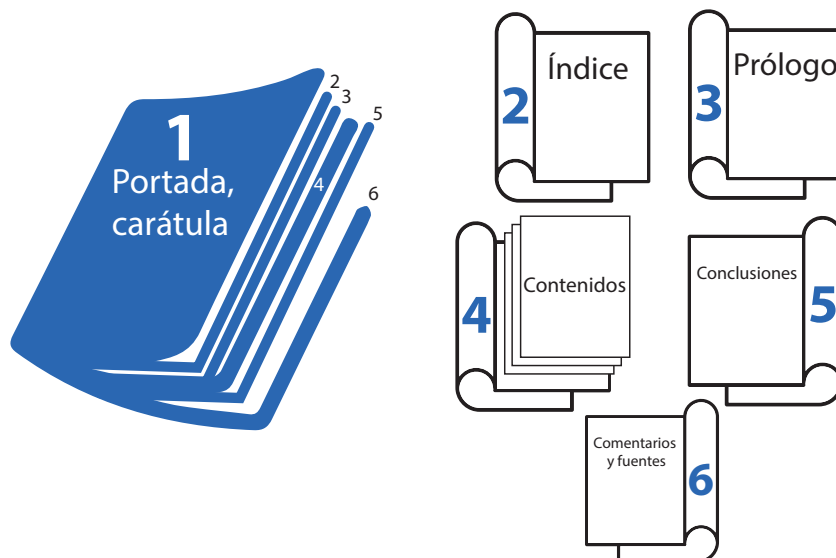 1
Portada,
carátula
2
3
4
5
6
2
Índice
3
Prólogo
4
Contenidos
Conclusiones
5
Comentarios
y fuentes
6